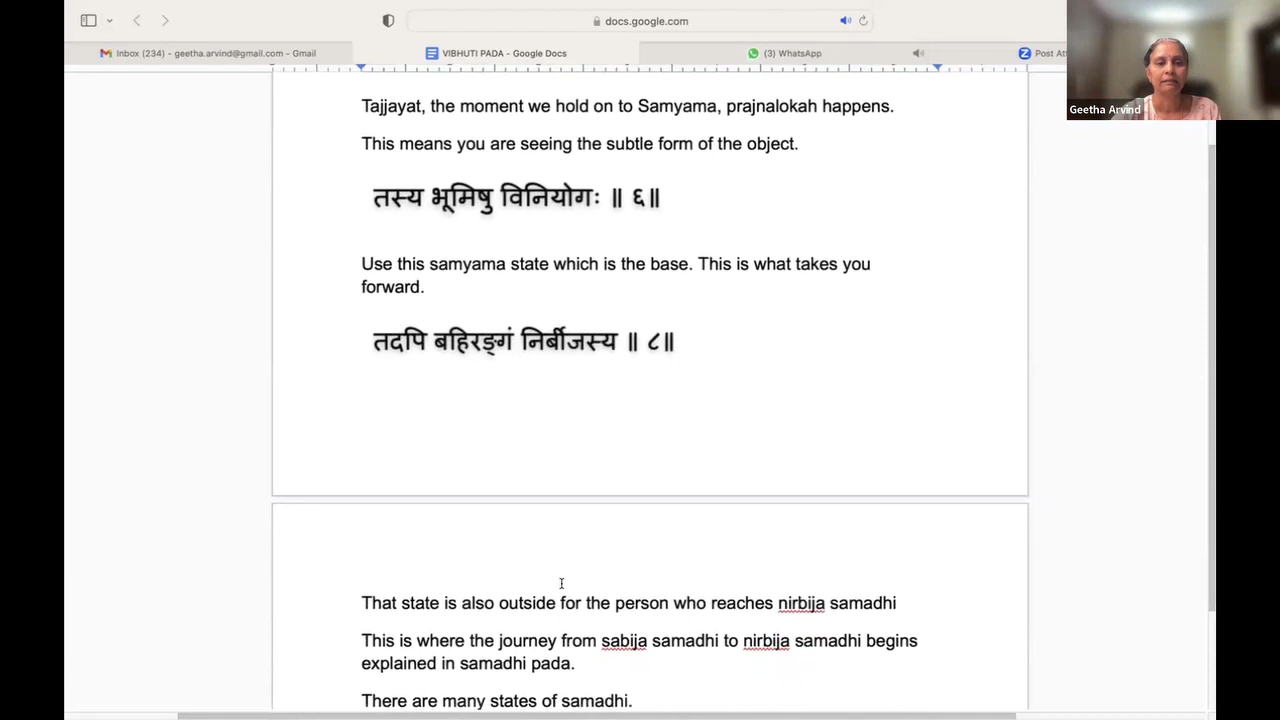 docs.google.com
Inbox (234) - geetha.arvind@gmail.com - Gmail
VIBHUTI PADA - Google Docs
(3) WhatsApp
Post
Geetha Arvind
Tajjayat, the moment we hold on to Samyama, prajnalokah happens.
This means you are seeing the subtle form of the object.
तस्य भूमिषु विनियोगः ॥ ६॥
Use this samyama state which is the base. This is what takes you
forward.
तदपि बहिरङ्गं निर्बीजस्य ॥ ८॥
That state is also outside for the person who reaches nirbija samadhi
This is where the journey from sabija samadhi to nirbija samadhi begins
explained in samadhi pada.
There are many states of samadhi.